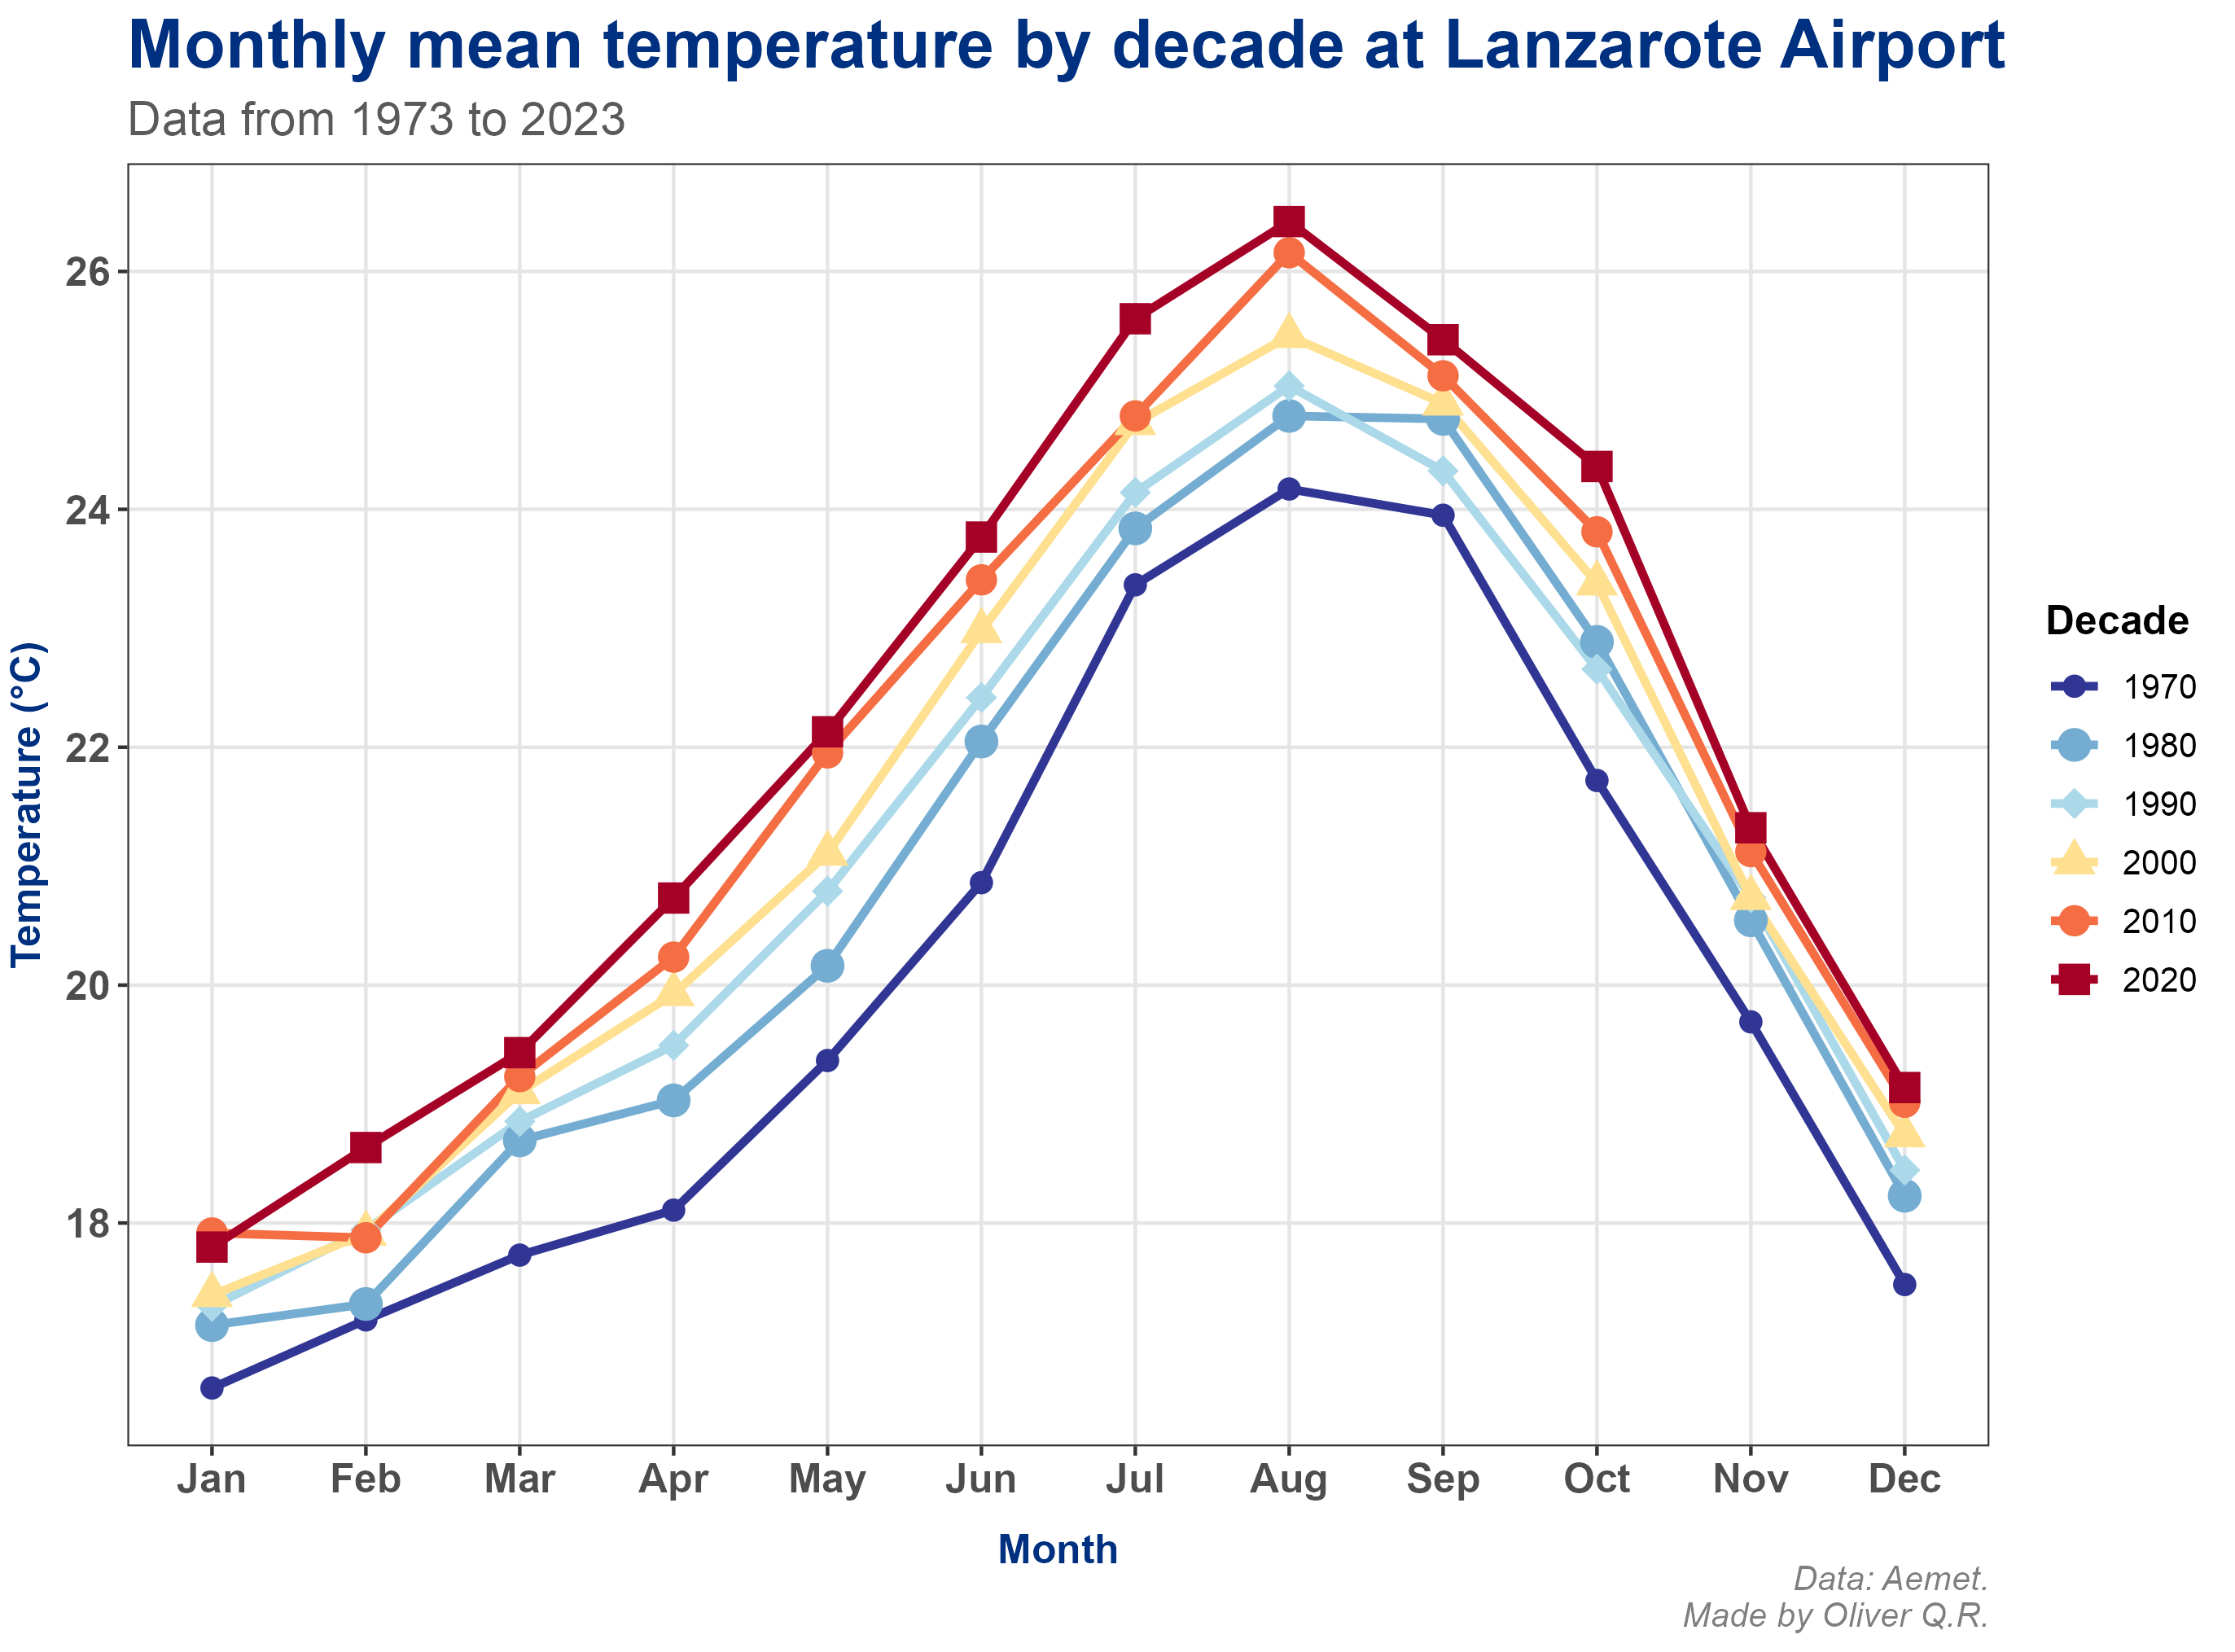 Monthly mean temperature by decade at Lanzarote Airport
Data from 1973 to 2023
Temperature (°C)
26
24
22
20
18
Jan Feb Mar Apr May Jun Jul Aug Sep Oct Nov Dec
Month
Decade
1970
1980
1990
2000
2010
2020
Data: Aemet.
Made by Oliver Q.R.